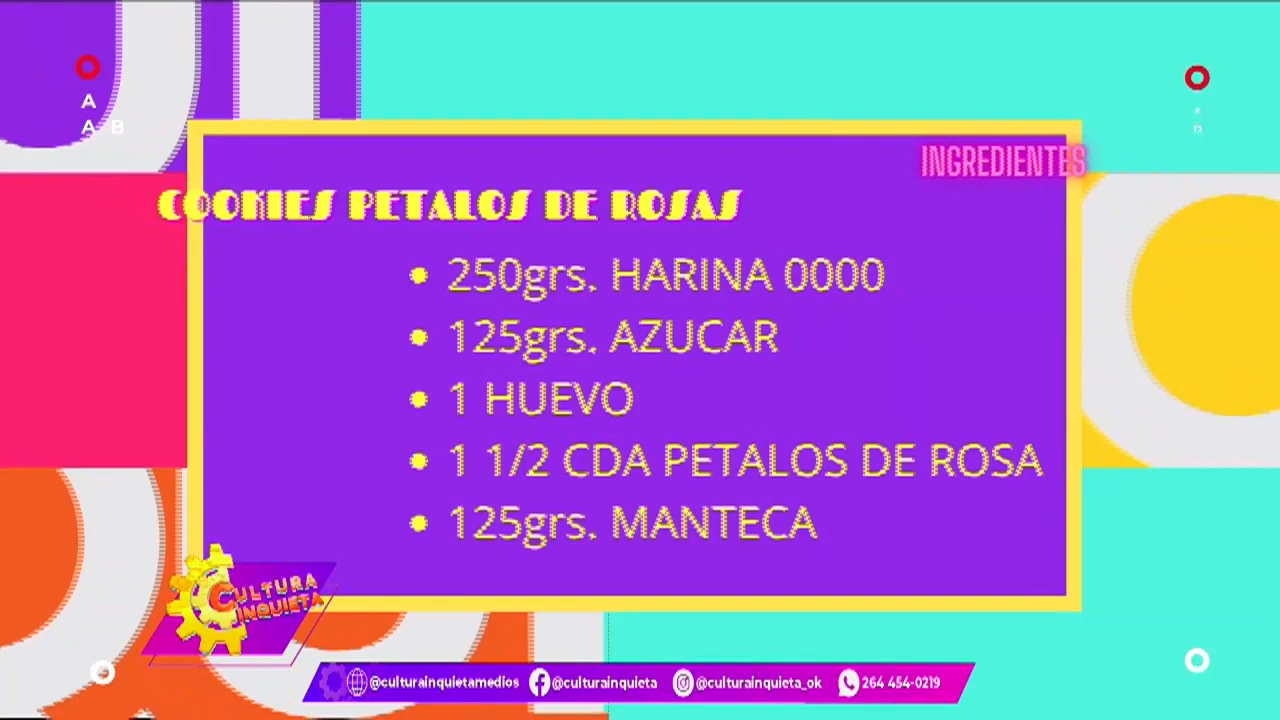 A
A B
x
D
INGREDIENTES
COOKIES PETALOS DE ROSAS
• 250grs. HARINA 0000
• 125grs. AZUCAR
• 1 HUEVO
• 1 1/2 CDA PETALOS DE ROSA
• 125grs. MANTECA
CULTURA
INQUIETA
@culturainquietamedios @culturainquieta @culturainquieta_ok 264 454-0219